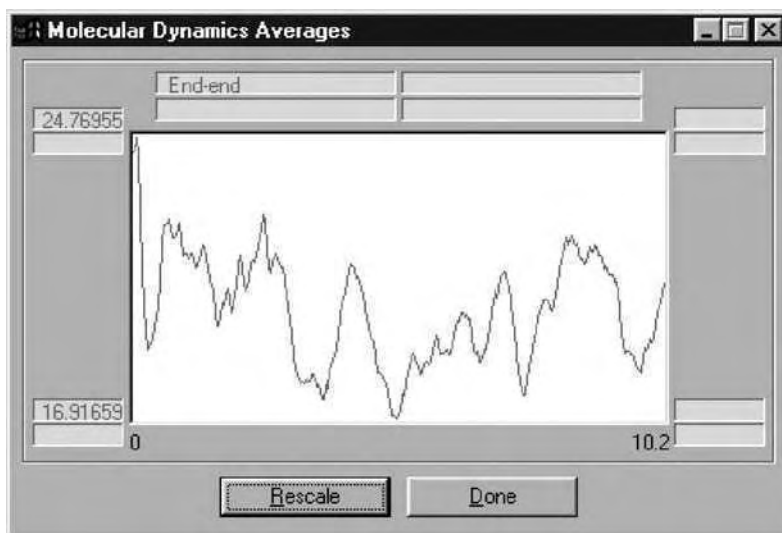 Molecular Dynamics Averages
End-end
24.76955
16.91659
0 10.2
Rescale Done